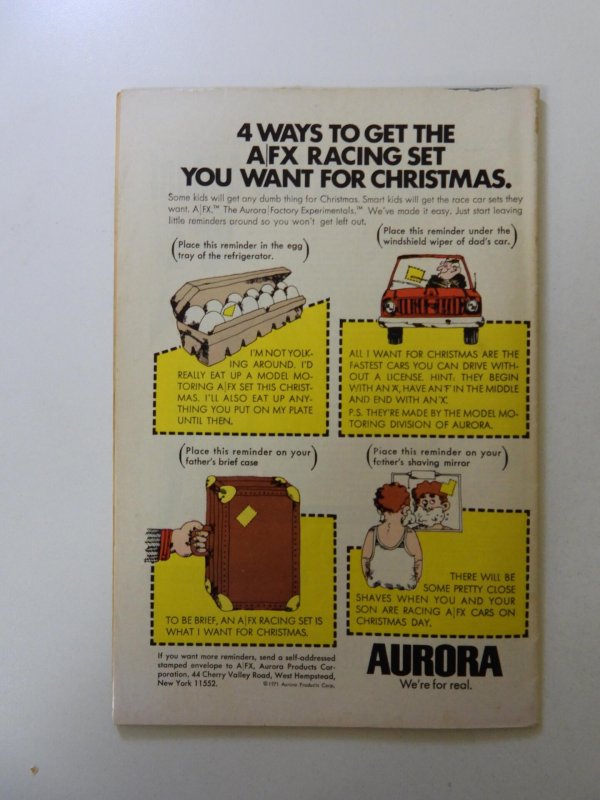 4 WAYS TO GET THE
A|FX RACING SET
YOU WANT FOR CHRISTMAS.
Some kids will get any dumb thing for Christmas. Smart kids will get the race car sets they
want. A|FX.™ The Aurora|Factory Experimentals.™ We've made it easy. Just start leaving
little reminders around so you won't get left out.
(Place this reminder in the egg
tray of the refrigerator.)
(Place this reminder under the
windshield wiper of dad's car.)
I'M NOT YOLK-
ING AROUND. I'D
REALLY EAT UP A MODEL MO-
TORING A|FX SET THIS CHRIST-
MAS. I'LL ALSO EAT UP ANY-
THING YOU PUT ON MY PLATE
UNTIL THEN.
ALL I WANT FOR CHRISTMAS ARE THE
FASTEST CARS YOU CAN DRIVE WITH-
OUT A LICENSE. HINT: THEY BEGIN
WITH AN 'A', HAVE AN 'F' IN THE MIDDLE
AND END WITH AN 'X'.
P.S. THEY'RE MADE BY THE MODEL MO-
TORING DIVISION OF AURORA.
(Place this reminder on your
father's brief case)
(Place this reminder on your
father's shaving mirror)
TO BE BRIEF, AN A|FX RACING SET IS
WHAT I WANT FOR CHRISTMAS.
THERE WILL BE
SOME PRETTY CLOSE
SHAVES WHEN YOU AND YOUR
SON ARE RACING A|FX CARS ON
CHRISTMAS DAY.
If you want more reminders, send a self-addressed
stamped envelope to A|FX, Aurora Products Cor-
poration, 44 Cherry Valley Road, West Hempstead,
New York 11552.
©1971 Aurora Products Corp.
AURORA
We're for real.